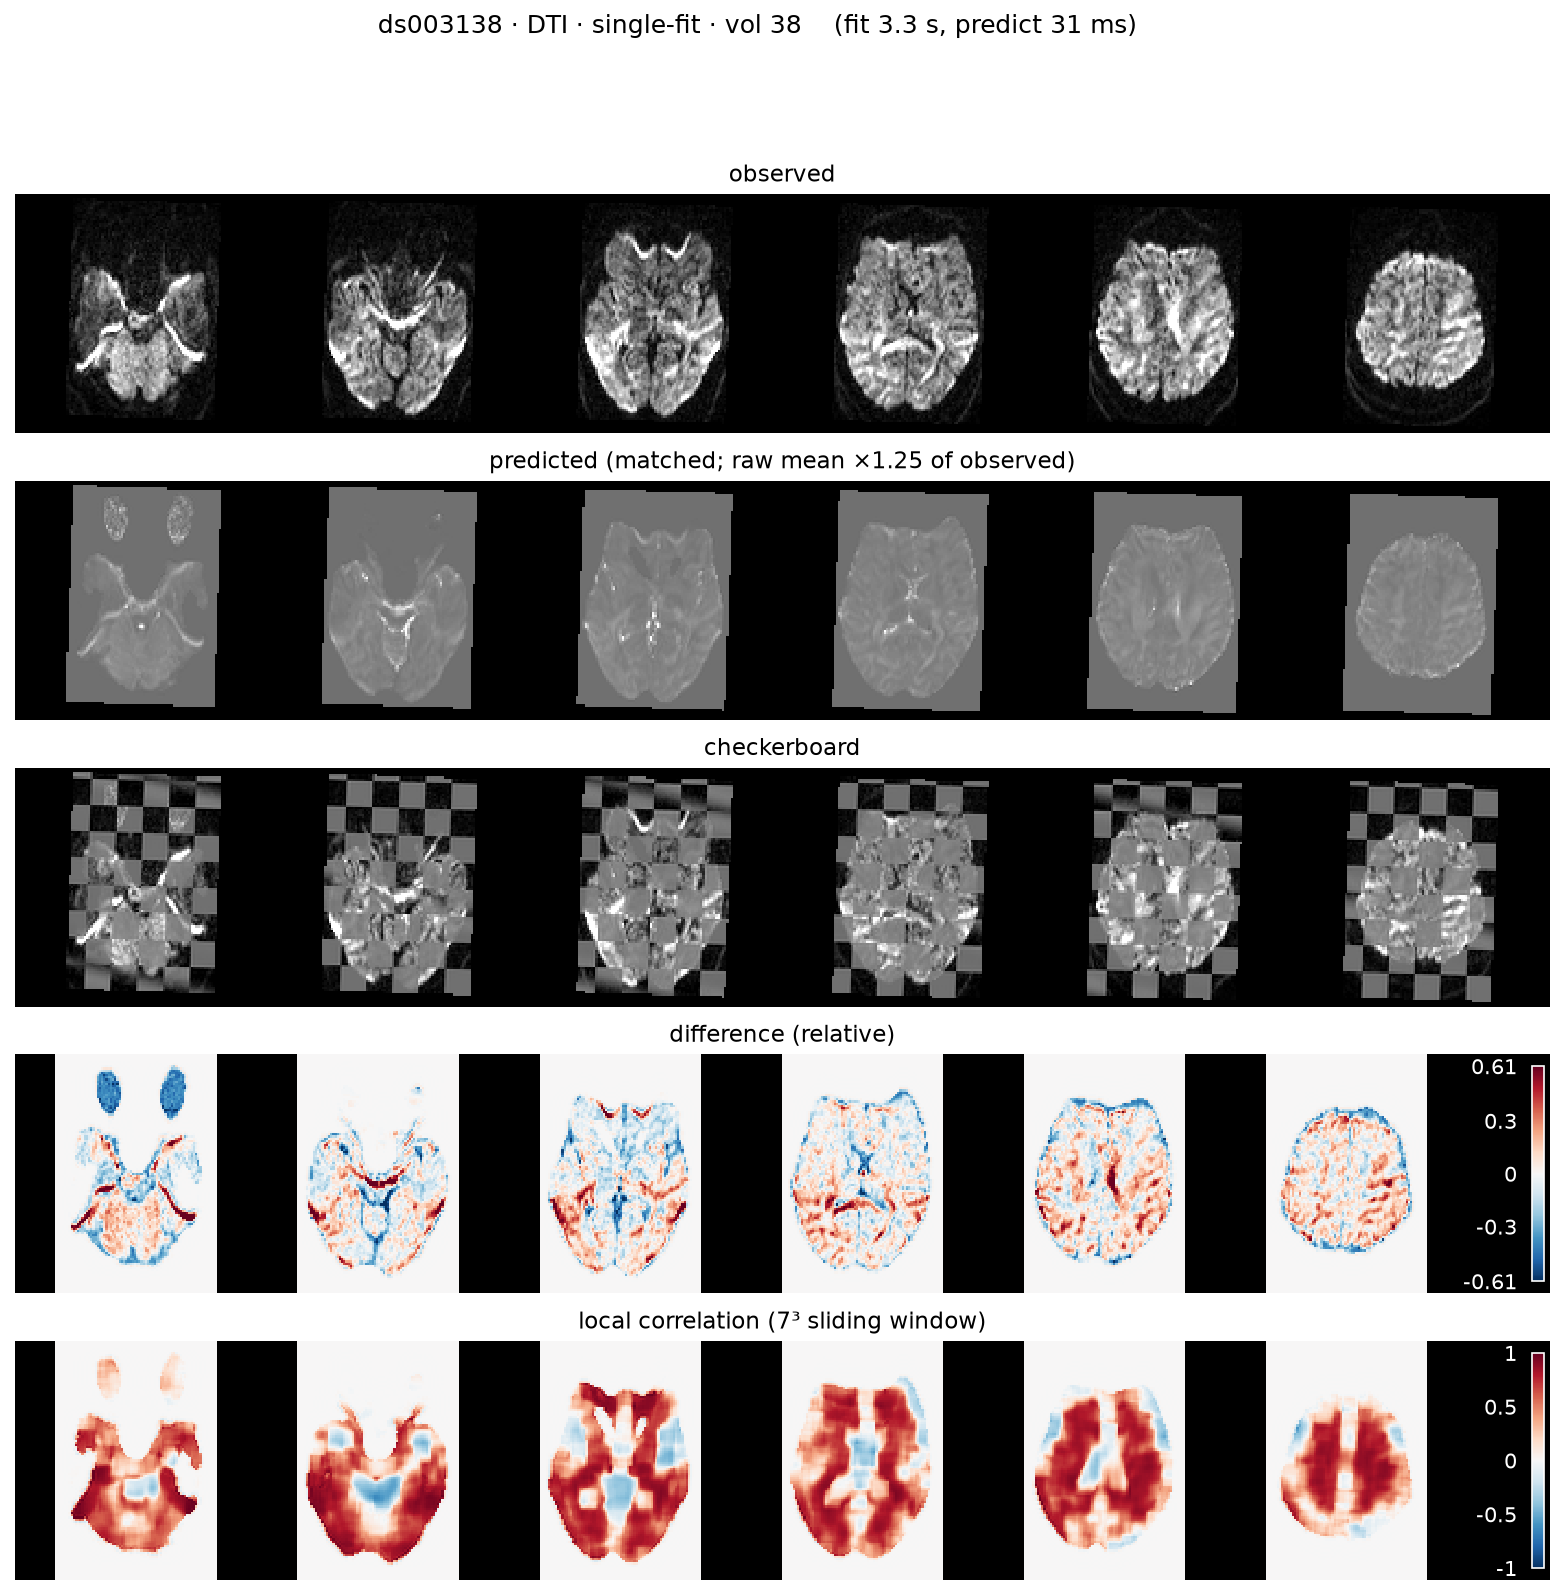 ds003138 · DTI · single-fit · vol 38    (fit 3.3 s, predict 31 ms)
observed
predicted (matched; raw mean ×1.25 of observed)
checkerboard
difference (relative)
0.61
0.3
0
-0.3
-0.61
local correlation (7³ sliding window)
1
0.5
0
-0.5
-1